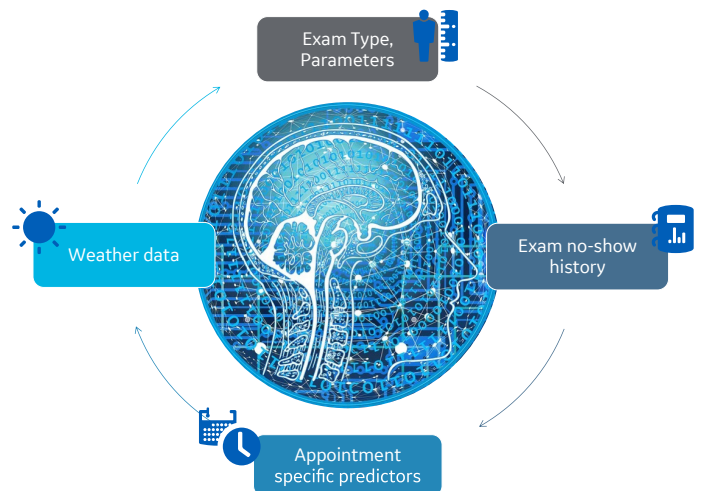 Exam Type,
Parameters
Exam no-show
history
Appointment
specific predictors
Weather data